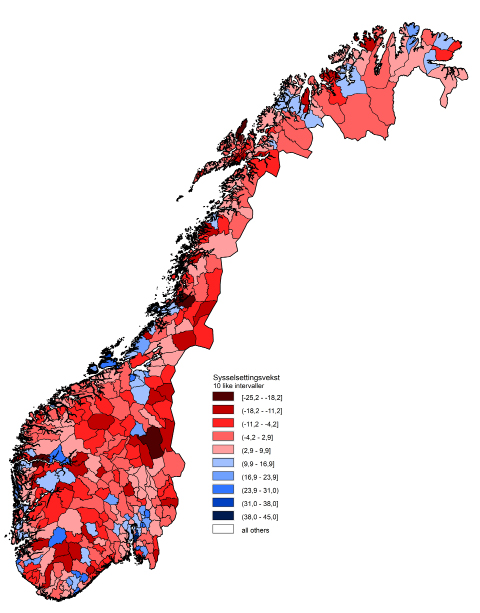 Sysselsettingsvekst
10 like intervaller
[-25,2 - -18,2]
(-18,2 - -11,2]
(-11,2 - -4,2]
(-4,2 - 2,9]
(2,9 - 9,9]
(9,9 - 16,9]
(16,9 - 23,9]
(23,9 - 31,0)
(31,0 - 38,0]
(38,0 - 45,0]
all others